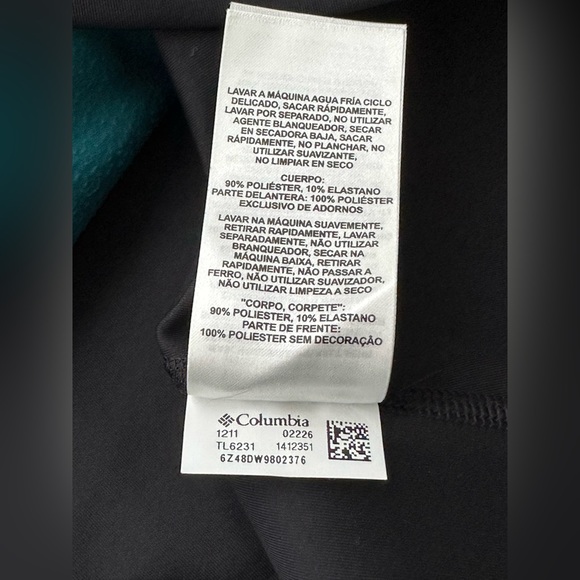 LAVAR A MÁQUINA AGUA FRÍA CICLO
DELICADO, SACAR RÁPIDAMENTE,
LAVAR POR SEPARADO, NO UTILIZAR
AGENTE BLANQUEADOR, SECAR
EN SECADORA BAJA, SACAR
RÁPIDAMENTE, NO PLANCHAR, NO
UTILIZAR SUAVIZANTE,
NO LIMPIAR EN SECO
CUERPO:
90% POLIÉSTER, 10% ELASTANO
PARTE DELANTERA: 100% POLIÉSTER
EXCLUSIVO DE ADORNOS
LAVAR NA MÁQUINA SUAVEMENTE,
RETIRAR RAPIDAMENTE, LAVAR
SEPARADAMENTE, NÃO UTILIZAR
BRANQUEADOR, SECAR NA
MÁQUINA BAIXA, RETIRAR
RAPIDAMENTE, NÃO PASSAR A
FERRO, NÃO UTILIZAR SUAVIZADOR,
NÃO UTILIZAR LIMPEZA A SECO
"CORPO, CORPETE":
90% POLIESTER, 10% ELASTANO
PARTE DE FRENTE:
100% POLIESTER SEM DECORAÇÃO
Columbia
1211 02226
TL6231 1412351
6Z48DW9802376